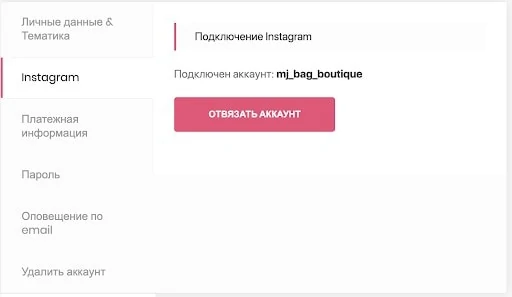 Личные данные &
Тематика
Instagram
Платежная
информация
Пароль
Оповещение по
email
Удалить аккаунт
Подключение Instagram
Подключен аккаунт: mj_bag_boutique
ОТВЯЗАТЬ АККАУНТ